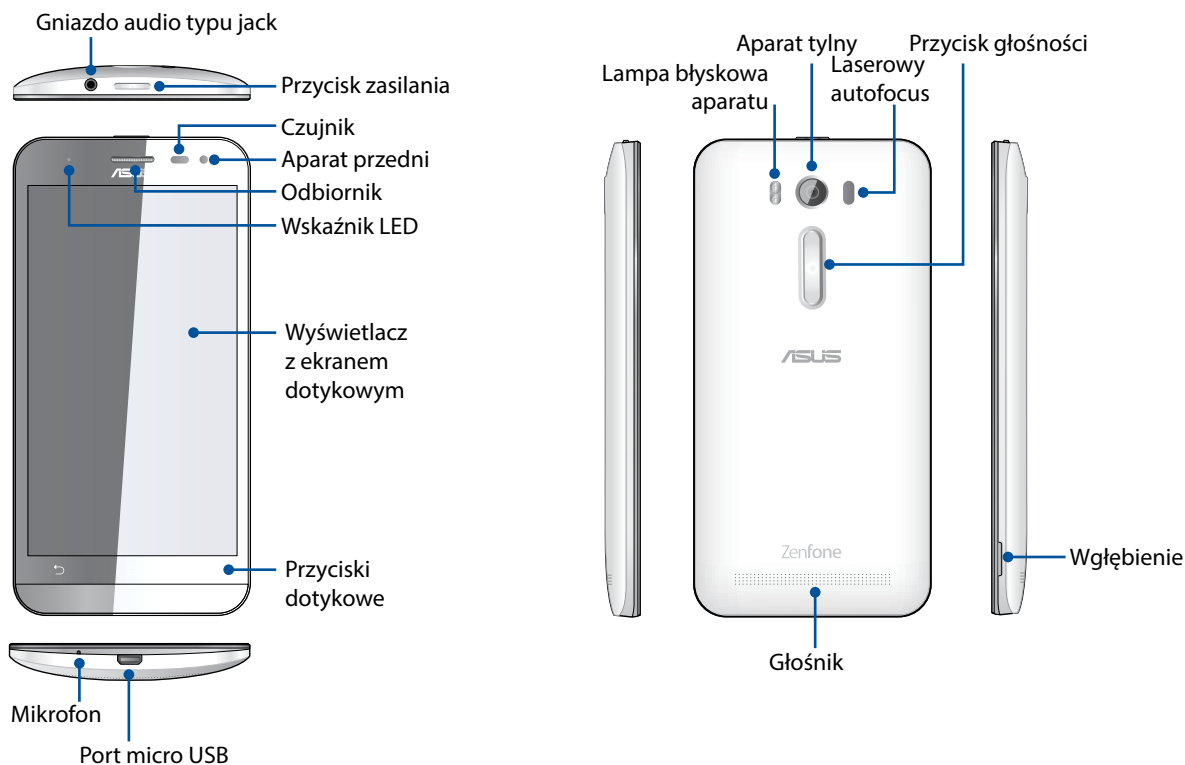 Gniazdo audio typu jack
Przycisk zasilania
Czujnik
Aparat przedni
ASUS
Odbiornik
Wskaźnik LED
Wyświetlacz
z ekranem
dotykowym
Przyciski
dotykowe
Mikrofon
Port micro USB
Aparat tylny
Przycisk głośności
Lampa błyskowa
aparatu
Laserowy
autofocus
ASUS
Zenfone
Wgłębienie
Głośnik